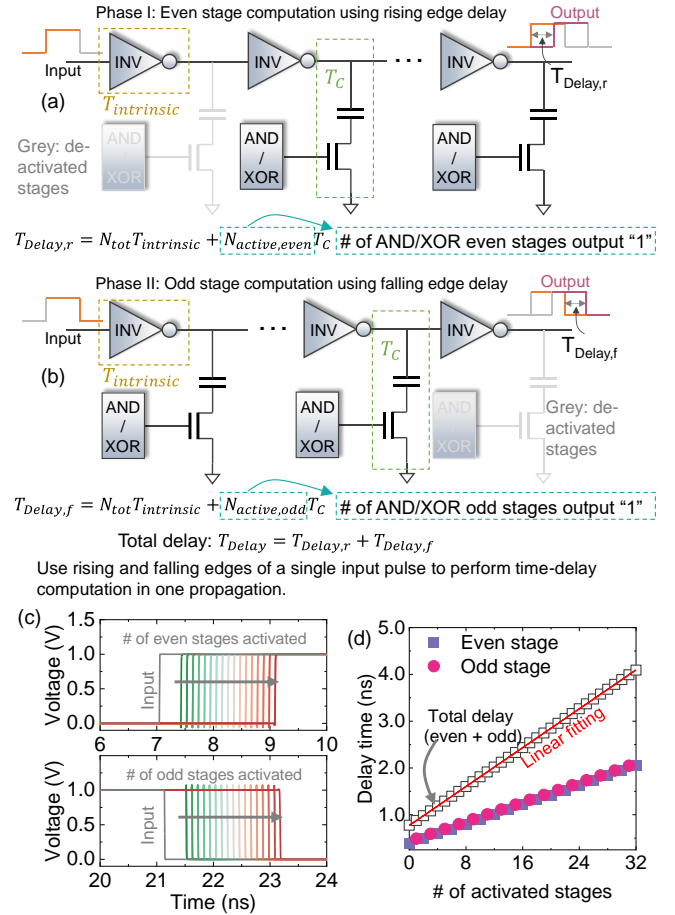 Phase I: Even stage computation using rising edge delay
Output
Input
INV
INV
INV
(a)
T_intrinsic
T_C
T_Delay,r
Grey: de-
activated
stages
AND
/
XOR
AND
/
XOR
AND
/
XOR
T_Delay,r = N_tot T_intrinsic + N_active,even T_C # of AND/XOR even stages output “1”
Phase II: Odd stage computation using falling edge delay
Output
Input
INV
INV
INV
(b)
T_intrinsic
T_C
T_Delay,f
AND
/
XOR
AND
/
XOR
AND
/
XOR
Grey: de-
activated
stages
T_Delay,f = N_tot T_intrinsic + N_active,odd T_C # of AND/XOR odd stages output “1”
Total delay: T_Delay = T_Delay,r + T_Delay,f
Use rising and falling edges of a single input pulse to perform time-delay
computation in one propagation.
(c)
Voltage (V)
1.5
1.0
0.5
0.0
# of even stages activated
Input
6 7 8 9 10
Voltage (V)
1.0
0.5
0.0
# of odd stages activated
Input
20 21 22 23 24
Time (ns)
(d)
Delay time (ns)
5.0
4.0
3.0
2.0
1.0
Even stage
Odd stage
Total delay
(even + odd)
Linear fitting
0 8 16 24 32
# of activated stages